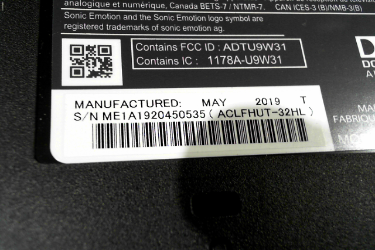 analogique et numérique, Canada BETS-7 / NTMR-7. CAN ICES-3 (B)/NMB-3(B)
Sonic Emotion and the Sonic Emotion logo symbol are
registered trademarks of sonic emotion ag.
Contains FCC ID : ADTU9W31
Contains IC : 1178A-U9W31
MANUFACTURED: MAY 2019 T
S/N ME1A1920450535 (ACLFHUT-32HL)